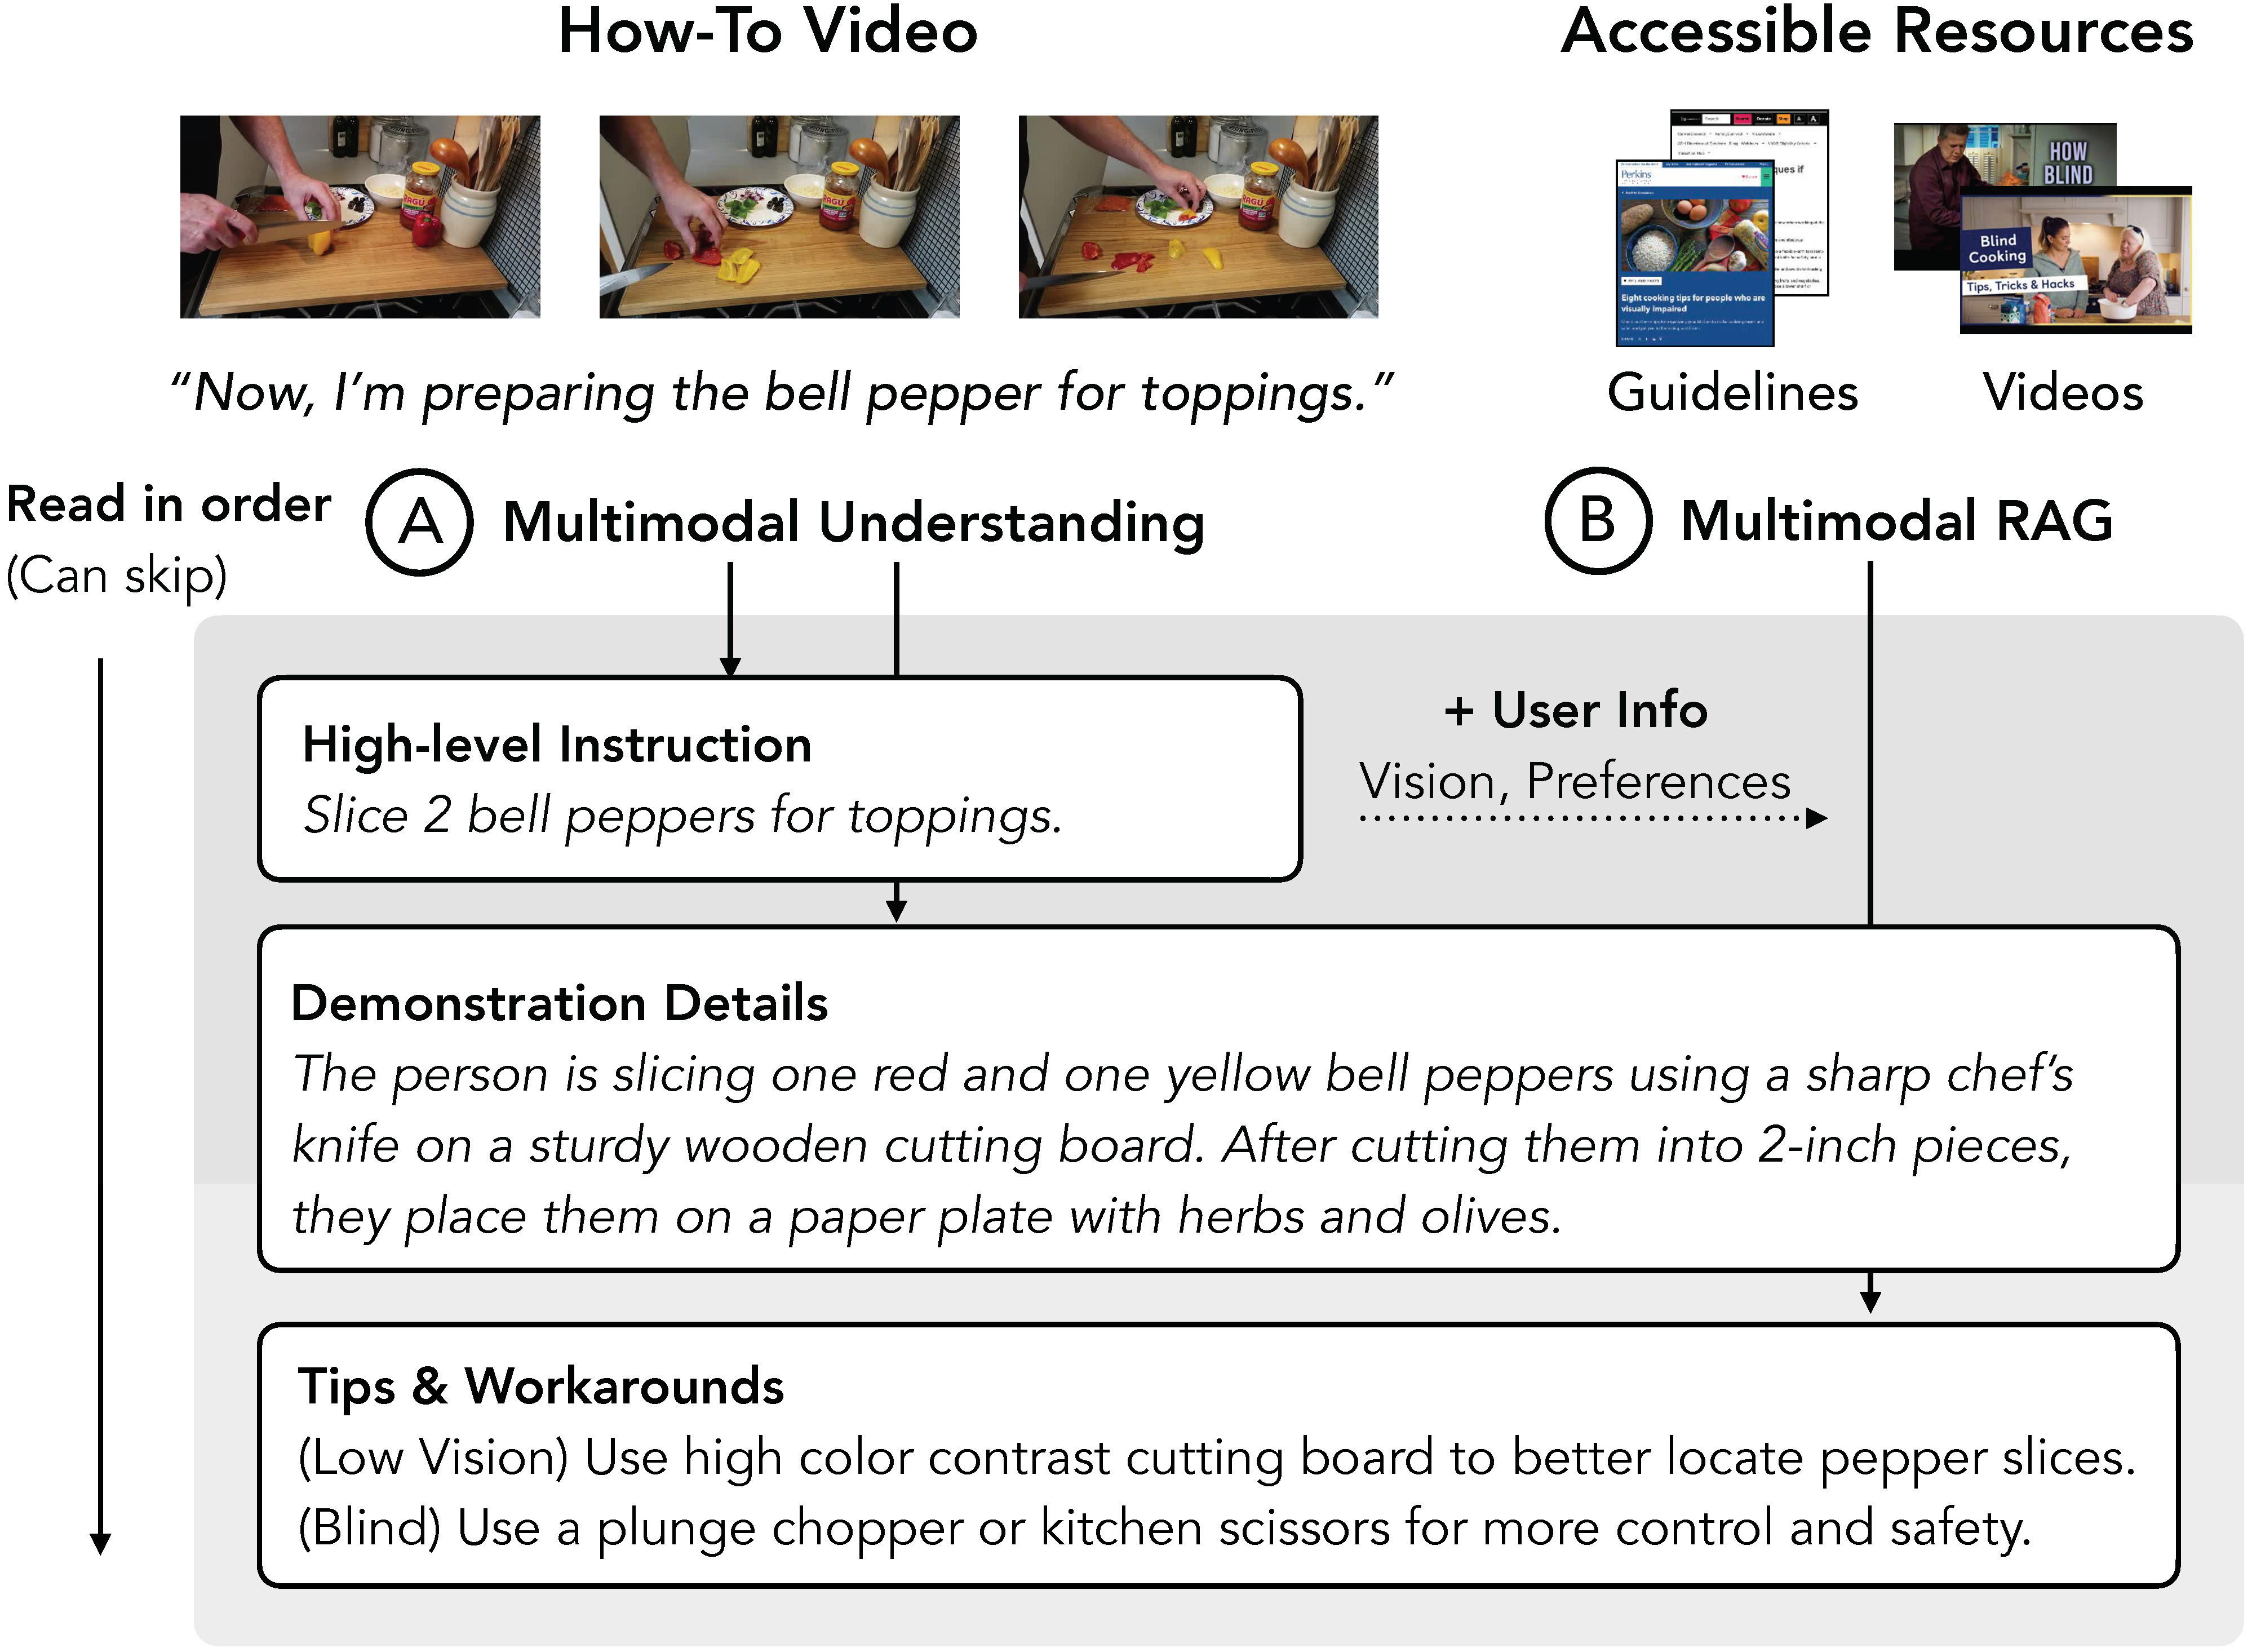 How-To Video
Accessible Resources
RAGU
RAGU
RAGU
Perkins
Eight cooking tips for people who are
visually impaired
ques if
HOW
BLIND
Blind
Cooking
Tips, Tricks & Hacks
“Now, I’m preparing the bell pepper for toppings.”
Guidelines
Videos
Read in order
(Can skip)
A
Multimodal Understanding
B
Multimodal RAG
High-level Instruction
Slice 2 bell peppers for toppings.
+ User Info
Vision, Preferences
Demonstration Details
The person is slicing one red and one yellow bell peppers using a sharp chef’s
knife on a sturdy wooden cutting board. After cutting them into 2-inch pieces,
they place them on a paper plate with herbs and olives.
Tips & Workarounds
(Low Vision) Use high color contrast cutting board to better locate pepper slices.
(Blind) Use a plunge chopper or kitchen scissors for more control and safety.